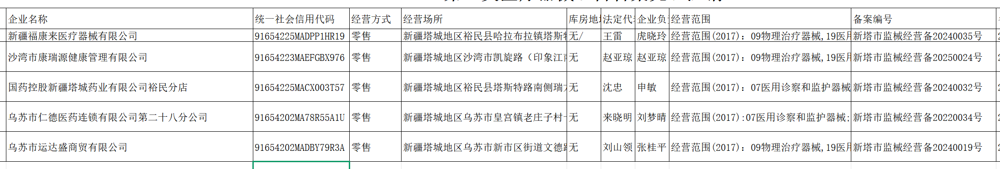 企业名称 统一社会信用代码 经营方式 经营场所 库房地 法定代 企业负 经营范围 备案编号
新疆福康来医疗器械有限公司 91654225MADPP1HR19 零售 新疆塔城地区裕民县哈拉布拉镇塔斯特 无/ 王雷 虎晓玲 经营范围(2017): 09物理治疗器械,19医用 新塔市监械经营备20240035号
沙湾市康瑞源健康管理有限公司 91654223MAEFGBX976 零售 新疆塔城地区沙湾市凯旋路（印象江南 无 赵亚琼 赵亚琼 经营范围(2017): 09物理治疗器械,19医用 新塔市监械经营备20250024号
国药控股新疆塔城药业有限公司裕民分店 91654225MACX003T57 零售 新疆塔城地区裕民县塔斯特路南侧瑞 无 沈忠 申敏 经营范围(2017): 07医用诊察和监护器械 新塔市监械经营备20240032号
乌苏市仁德医药连锁有限公司第二十八分公司 91654202MA78R55A1U 零售 新疆塔城地区乌苏市皇宫镇老庄子村 无 来晓明 刘梦晴 经营范围(2017):07医用诊察和监护器械; 新塔市监械经营备20220034号
乌苏市运达盛商贸有限公司 91654202MADBY79R3A 零售 新疆塔城地区乌苏市新市区街道文德路 无 刘山领 张桂平 经营范围(2017): 09物理治疗器械,19医用 新塔市监械经营备20240019号